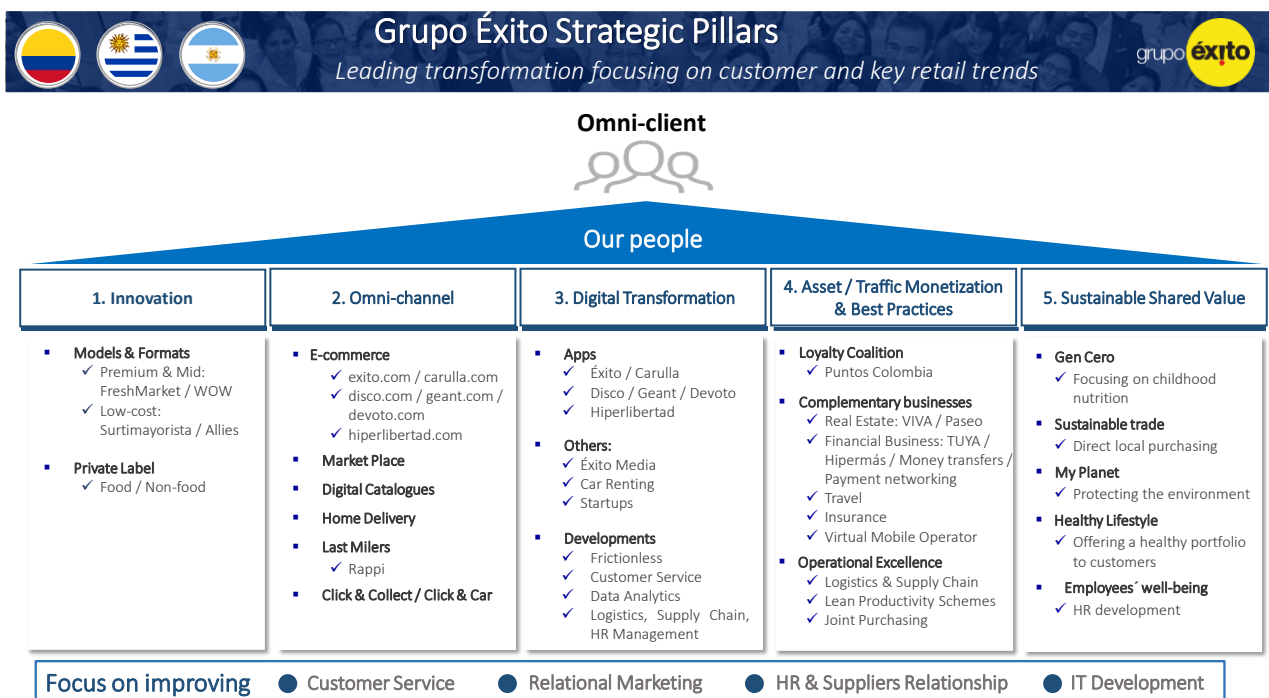 Grupo Éxito Strategic Pillars
Leading transformation focusing on customer and key retail trends
grupo éxito
Omni-client
Our people
1. Innovation
Models & Formats
Premium & Mid:
FreshMarket / WOW
Low-cost:
Surtimayorista / Allies
Private Label
Food / Non-food
2. Omni-channel
E-commerce
exito.com / carulla.com
disco.com / geant.com /
devoto.com
hiperlibertad.com
Market Place
Digital Catalogues
Home Delivery
Last Milers
Rappi
Click & Collect / Click & Car
3. Digital Transformation
Apps
Éxito / Carulla
Disco / Geant / Devoto
Hiperlibertad
Others:
Éxito Media
Car Renting
Startups
Developments
Frictionless
Customer Service
Data Analytics
Logistics, Supply Chain,
HR Management
4. Asset / Traffic Monetization
& Best Practices
Loyalty Coalition
Puntos Colombia
Complementary businesses
Real Estate: VIVA / Paseo
Financial Business: TUYA /
Hipermás / Money transfers /
Payment networking
Travel
Insurance
Virtual Mobile Operator
Operational Excellence
Logistics & Supply Chain
Lean Productivity Schemes
Joint Purchasing
5. Sustainable Shared Value
Gen Cero
Focusing on childhood
nutrition
Sustainable trade
Direct local purchasing
My Planet
Protecting the environment
Healthy Lifestyle
Offering a healthy portfolio
to customers
Employees´ well-being
HR development
Focus on improving
Customer Service
Relational Marketing
HR & Suppliers Relationship
IT Development